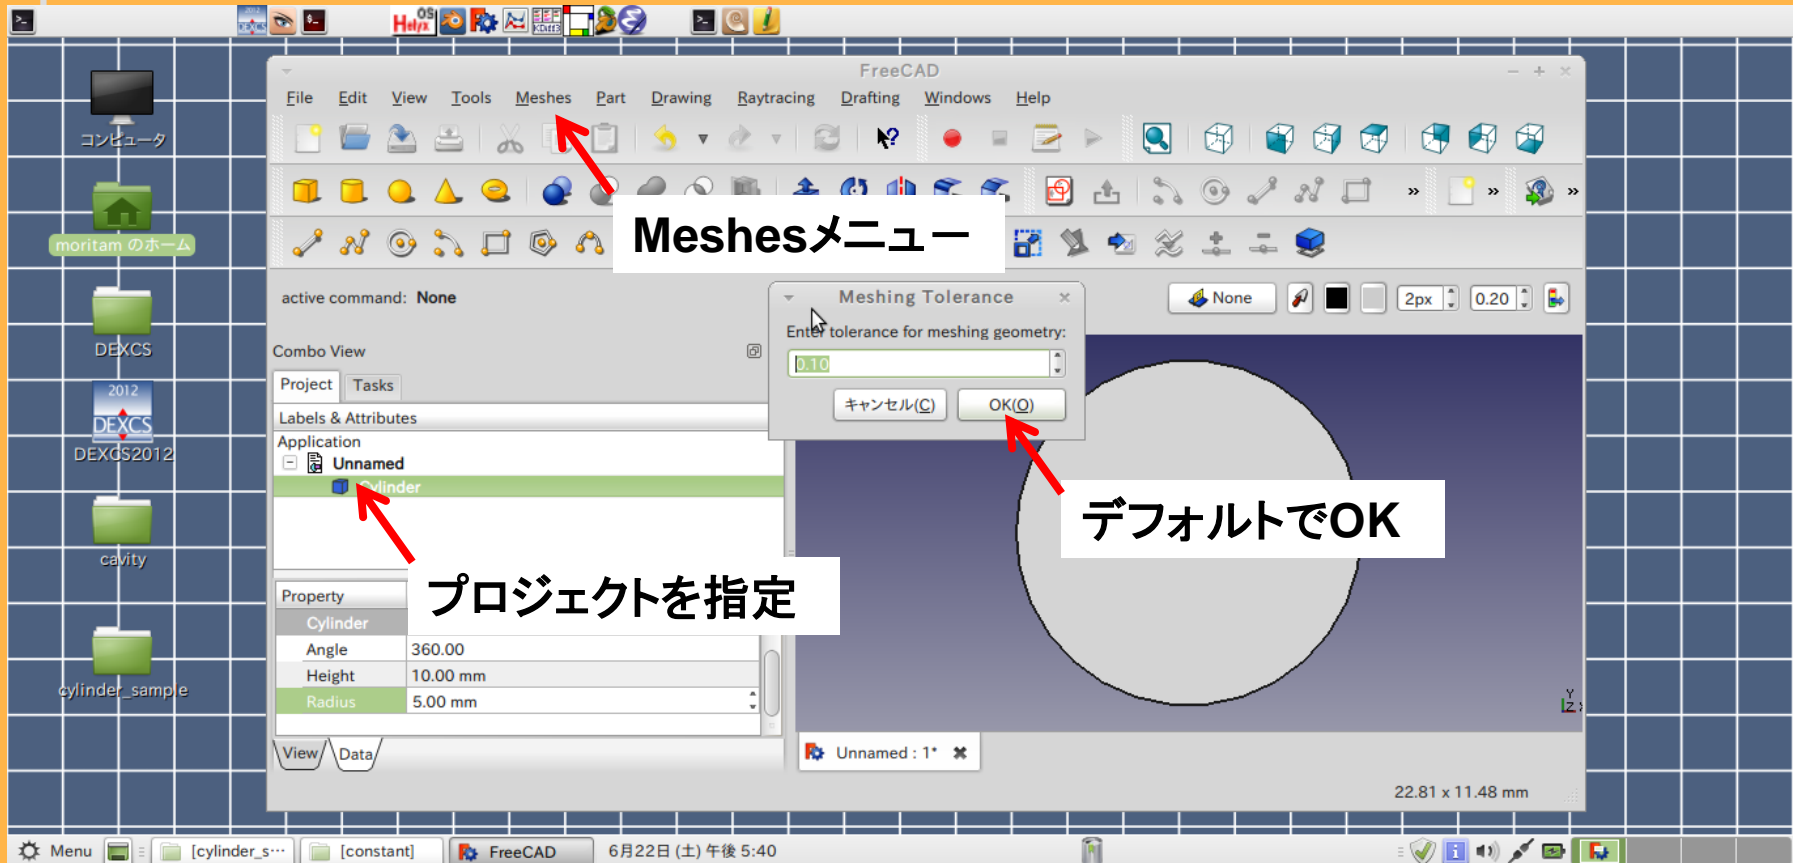 2012
DEXCS
HelyxOS
KDiff3
FreeCAD
File Edit View Tools Meshes Part Drawing Raytracing Drafting Windows Help
コンピュータ
moritam のホーム
Meshesメニュー
active command: None
Meshing Tolerance
None
2px
0.20
Enter tolerance for meshing geometry:
DEXCS
Combo View
0.10
Project Tasks
キャンセル(C) OK(O)
2012
DEXCS
DEXCS2012
Labels & Attributes
Application
Unnamed
Cylinder
デフォルトでOK
cavity
プロジェクトを指定
Property
Cylinder
Angle 360.00
Height 10.00 mm
Radius 5.00 mm
cylinder_sample
Y
Z
View Data
Unnamed : 1*
22.81 x 11.48 mm
Menu [cylinder_s… [constant] FreeCAD 6月22日 (土) 午後 5:40